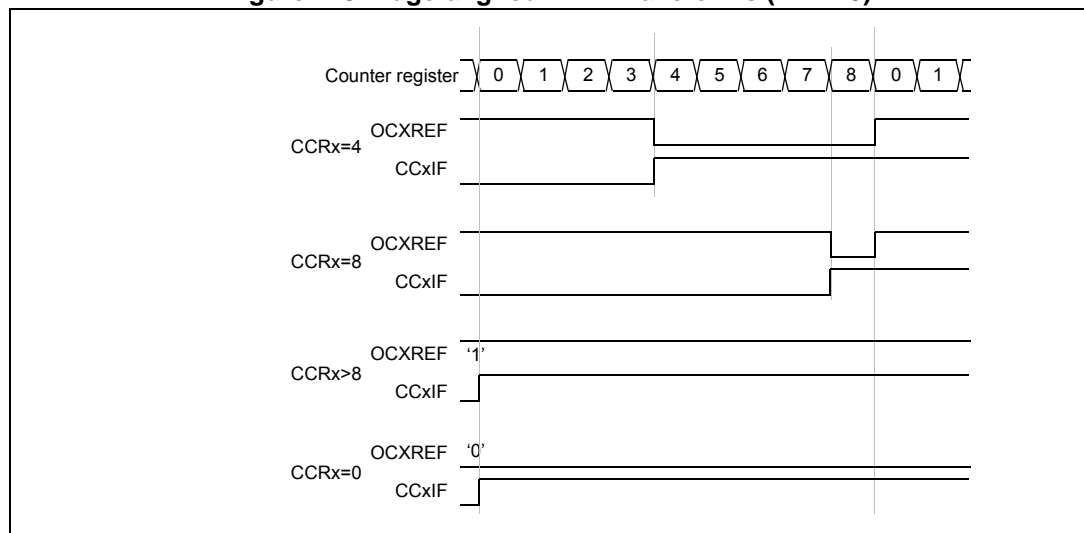 Counter register 0 1 2 3 4 5 6 7 8 0 1
OCXREF
CCRx=4
CCxIF
OCXREF
CCRx=8
CCxIF
OCXREF ‘1’
CCRx>8
CCxIF
OCXREF ‘0’
CCRx=0
CCxIF